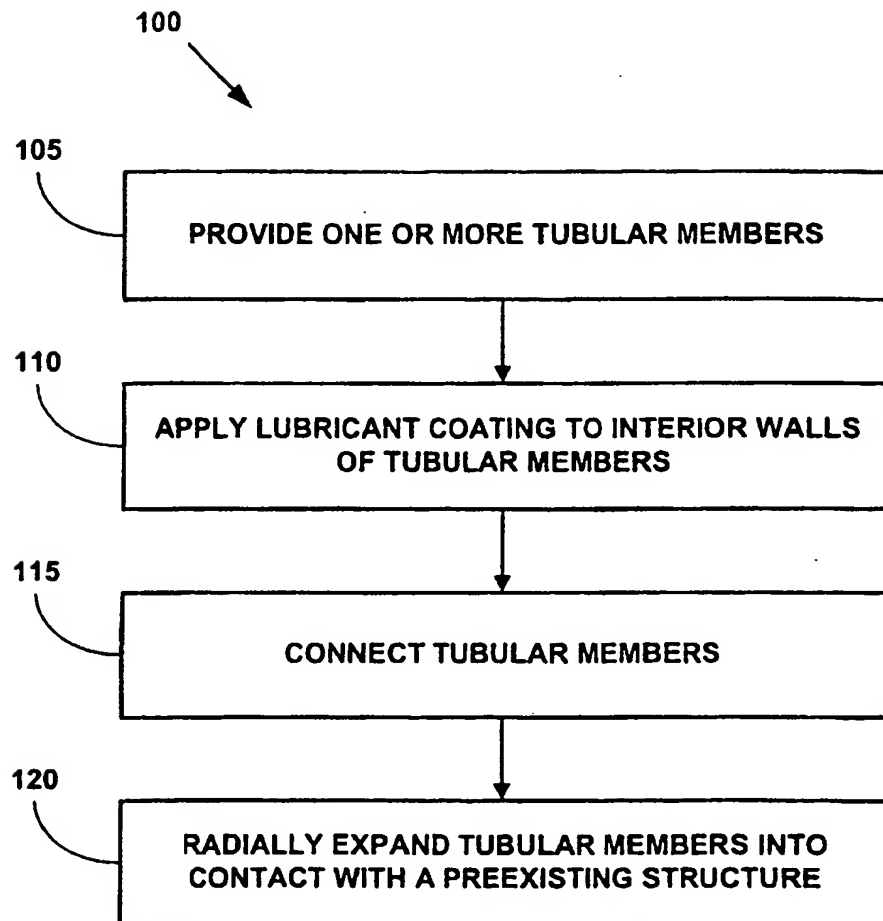 100
105
PROVIDE ONE OR MORE TUBULAR MEMBERS
110
APPLY LUBRICANT COATING TO INTERIOR WALLS
OF TUBULAR MEMBERS
115
CONNECT TUBULAR MEMBERS
120
RADIALLY EXPAND TUBULAR MEMBERS INTO
CONTACT WITH A PREEXISTING STRUCTURE